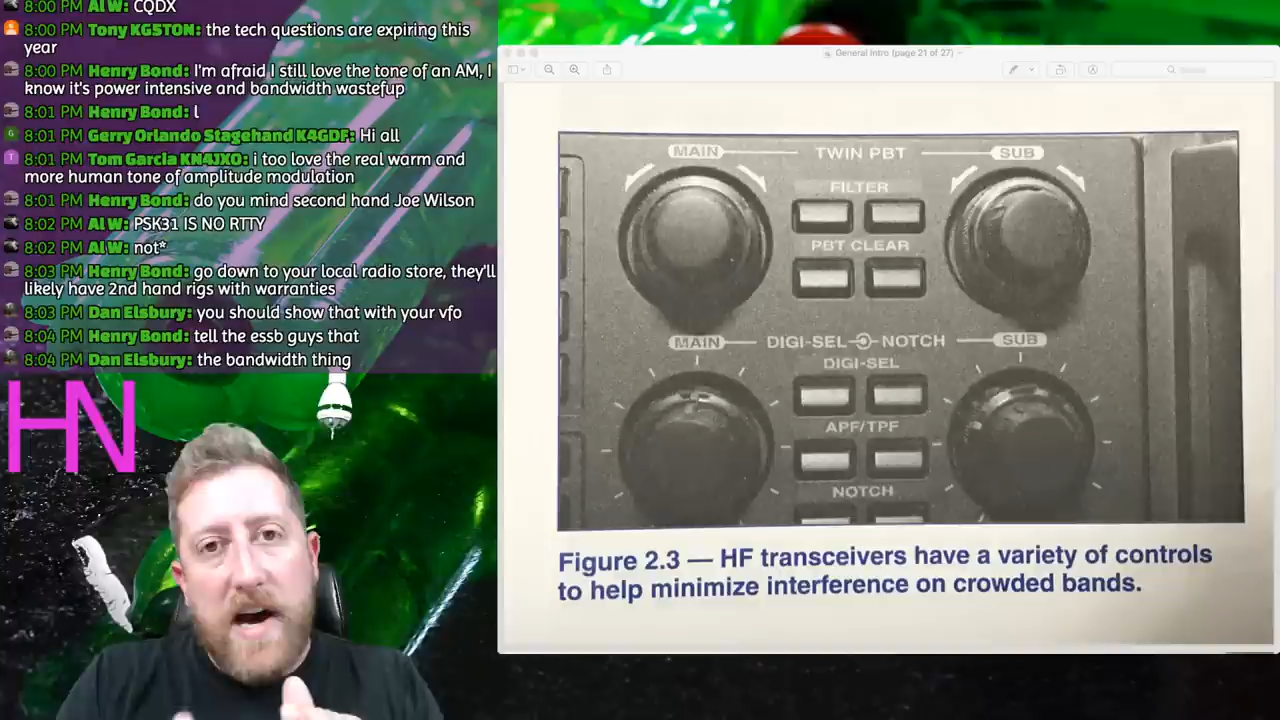 8:00 PM Al W: CQDX
8:00 PM Tony KG5TON: the tech questions are expiring this
year
8:00 PM Henry Bond: I'm afraid I still love the tone of an AM, I
know it's power intensive and bandwidth wastefup
8:01 PM Henry Bond: l
8:01 PM Gerry Orlando Stagehand K4GDF: Hi all
8:01 PM Tom Garcia KN4JXO: i too love the real warm and
more human tone of amplitude modulation
8:01 PM Henry Bond: do you mind second hand Joe Wilson
8:02 PM Al W: PSK31 IS NO RTTY
8:02 PM Al W: not*
8:03 PM Henry Bond: go down to your local radio store, they'll
likely have 2nd hand rigs with warranties
8:03 PM Dan Elsbury: you should show that with your vfo
8:04 PM Henry Bond: tell the essb guys that
8:04 PM Dan Elsbury: the bandwidth thing
HN
General Intro (page 21 of 27)
Search
MAIN TWIN PBT SUB
FILTER
PBT CLEAR
MAIN DIGI-SEL NOTCH SUB
DIGI-SEL
APF/TPF
NOTCH
Figure 2.3 — HF transceivers have a variety of controls
to help minimize interference on crowded bands.